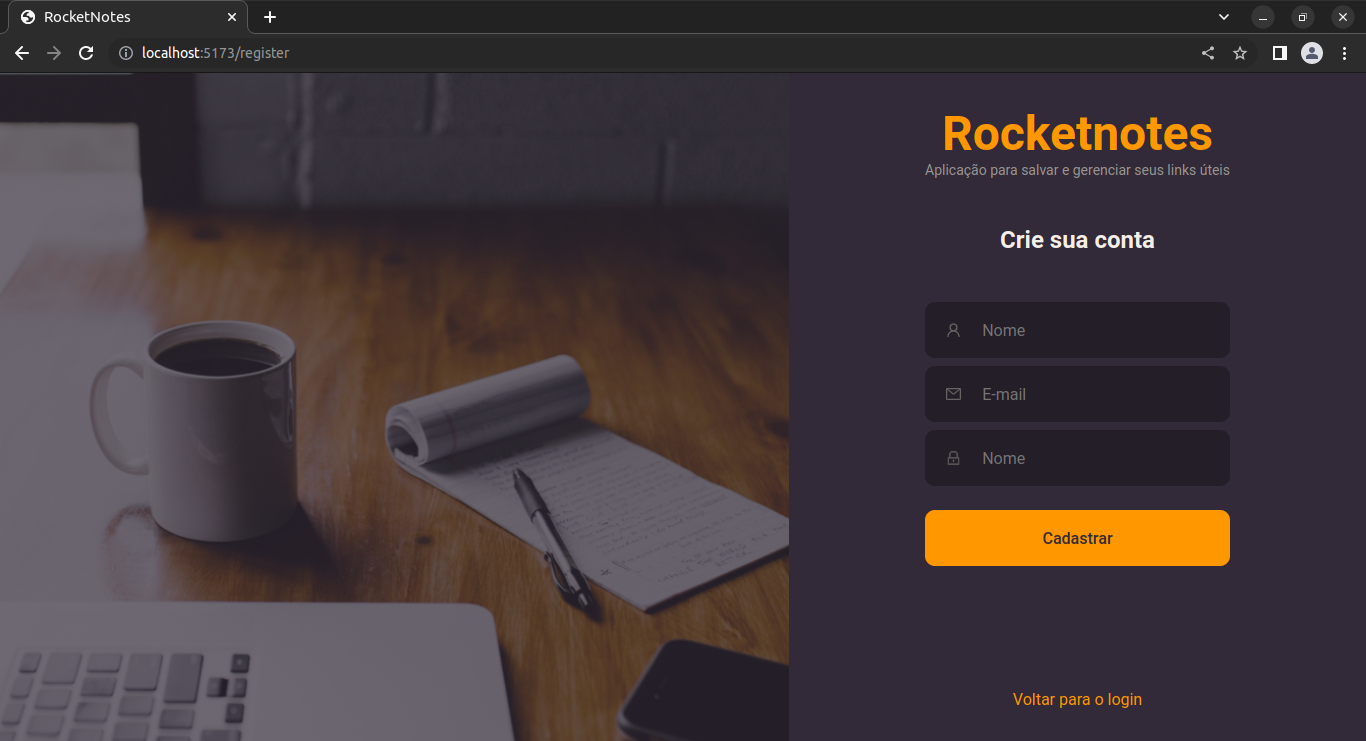 RocketNotes
localhost:5173/register
Rocketnotes
Aplicação para salvar e gerenciar seus links úteis
Crie sua conta
Nome
E-mail
Nome
Cadastrar
Voltar para o login